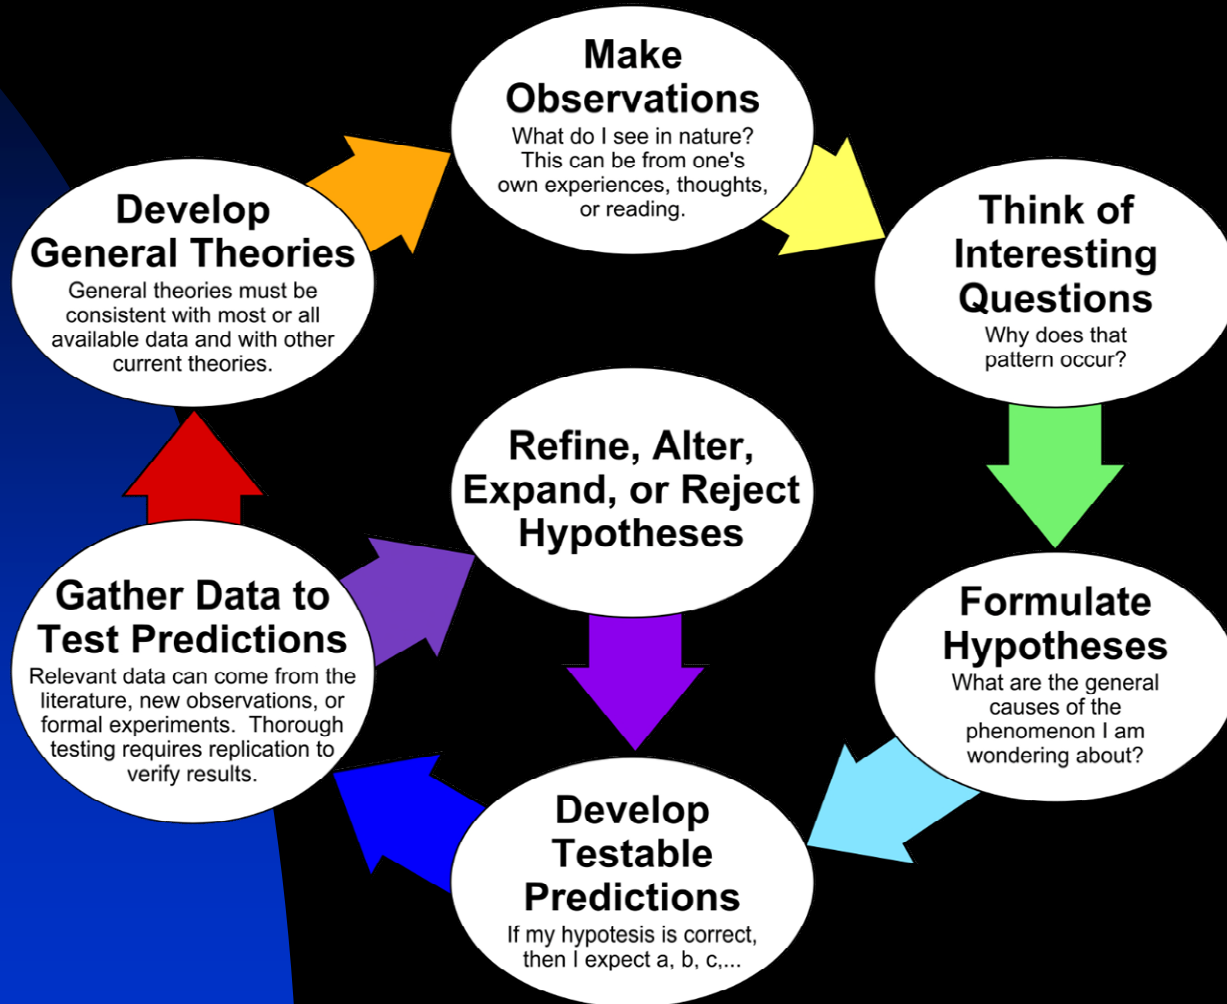 Make
Observations
What do I see in nature?
This can be from one's
own experiences, thoughts,
or reading.
Think of
Interesting
Questions
Why does that
pattern occur?
Formulate
Hypotheses
What are the general
causes of the
phenomenon I am
wondering about?
Develop
Testable
Predictions
If my hypotesis is correct,
then I expect a, b, c,...
Gather Data to
Test Predictions
Relevant data can come from the
literature, new observations, or
formal experiments. Thorough
testing requires replication to
verify results.
Refine, Alter,
Expand, or Reject
Hypotheses
Develop
General Theories
General theories must be
consistent with most or all
available data and with other
current theories.